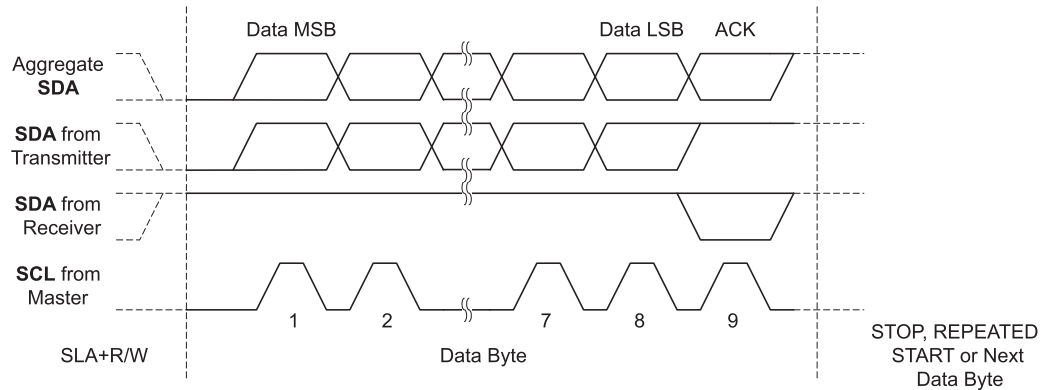 Data MSB
Data LSB
ACK
Aggregate
SDA
SDA from
Transmitter
SDA from
Receiver
SCL from
Master
1
2
7
8
9
SLA+R/W
Data Byte
STOP, REPEATED
START or Next
Data Byte